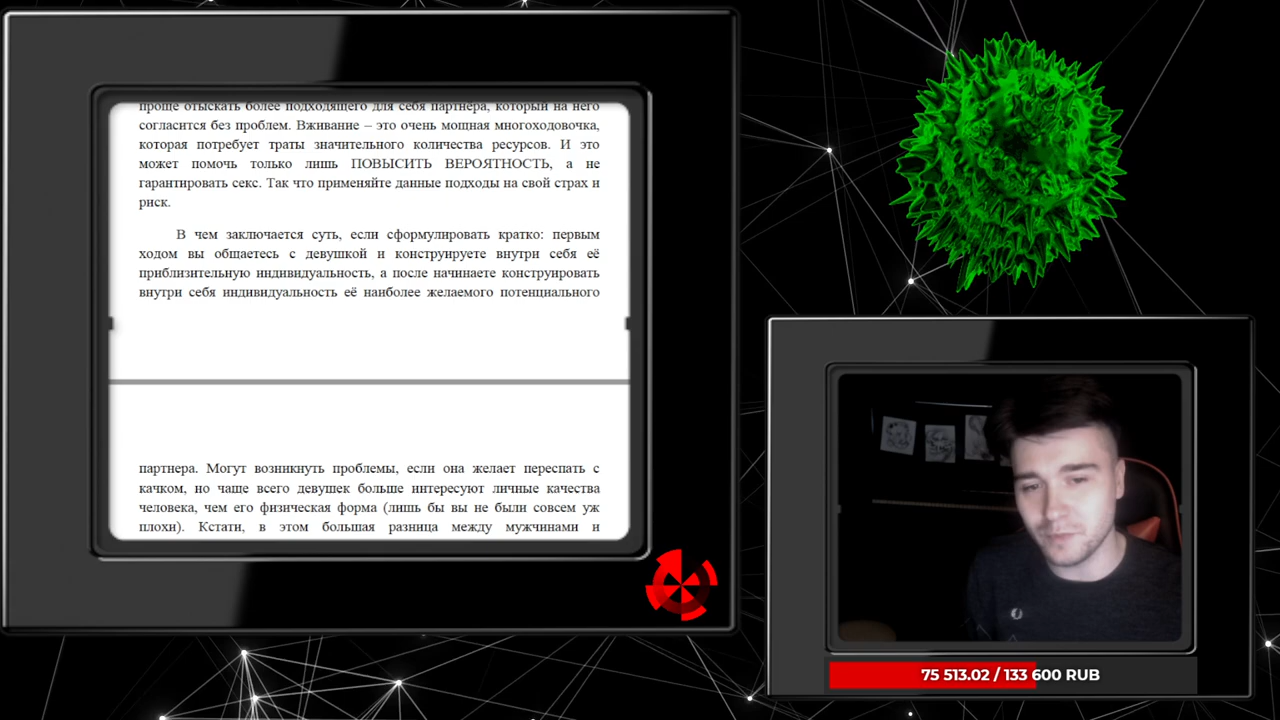 проще отыскать более подходящего для себя партнёра, который на него
согласится без проблем. Вживание – это очень мощная многоходовочка,
которая потребует траты значительного количества ресурсов. И это
может помочь только лишь ПОВЫСИТЬ ВЕРОЯТНОСТЬ, а не
гарантировать секс. Так что применяйте данные подходы на свой страх и
риск.
В чем заключается суть, если сформулировать кратко: первым
ходом вы общаетесь с девушкой и конструируете внутри себя её
приблизительную индивидуальность, а после начинаете конструировать
внутри себя индивидуальность её наиболее желаемого потенциального
партнера. Могут возникнуть проблемы, если она желает переспать с
качком, но чаще всего девушек больше интересуют личные качества
человека, чем его физическая форма (лишь бы вы не были совсем уж
плохи). Кстати, в этом большая разница между мужчинами и
75 513.02 / 133 600 RUB